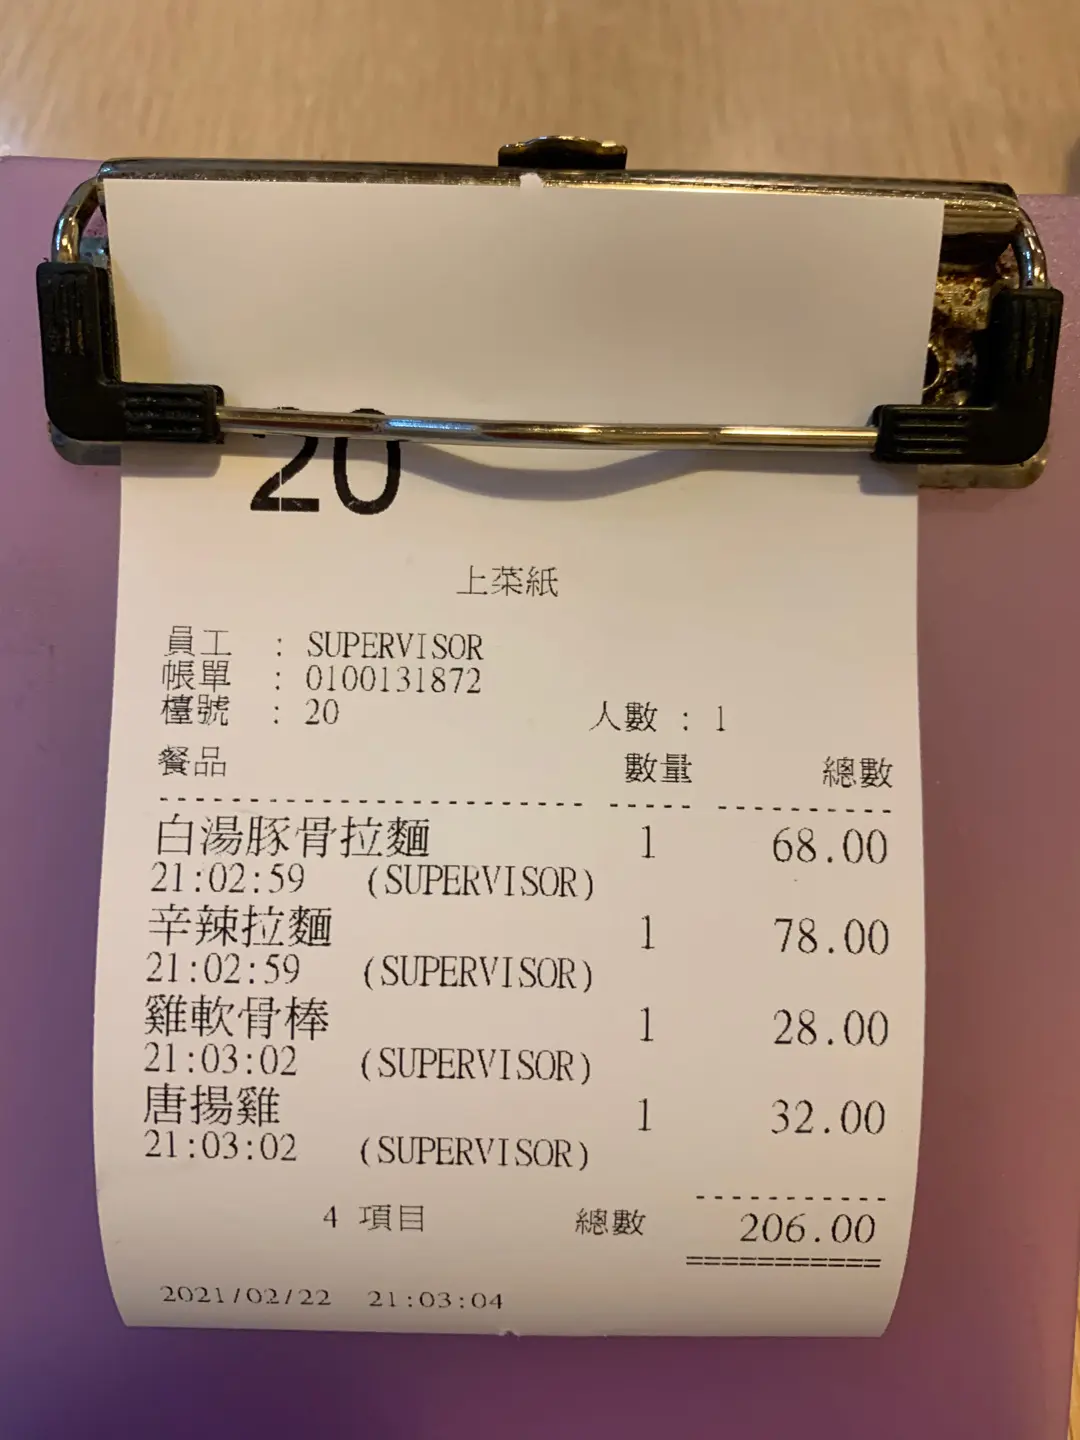 20
上菜紙
員工 : SUPERVISOR
帳單 : 0100131872
檯號 : 20 人數 : 1
餐品 數量 總數
白湯豚骨拉麵 1 68.00
21:02:59 (SUPERVISOR)
辛辣拉麵 1 78.00
21:02:59 (SUPERVISOR)
雞軟骨棒 1 28.00
21:03:02 (SUPERVISOR)
唐揚雞 1 32.00
21:03:02 (SUPERVISOR)
4 項目 總數 206.00
2021/02/22 21:03:04